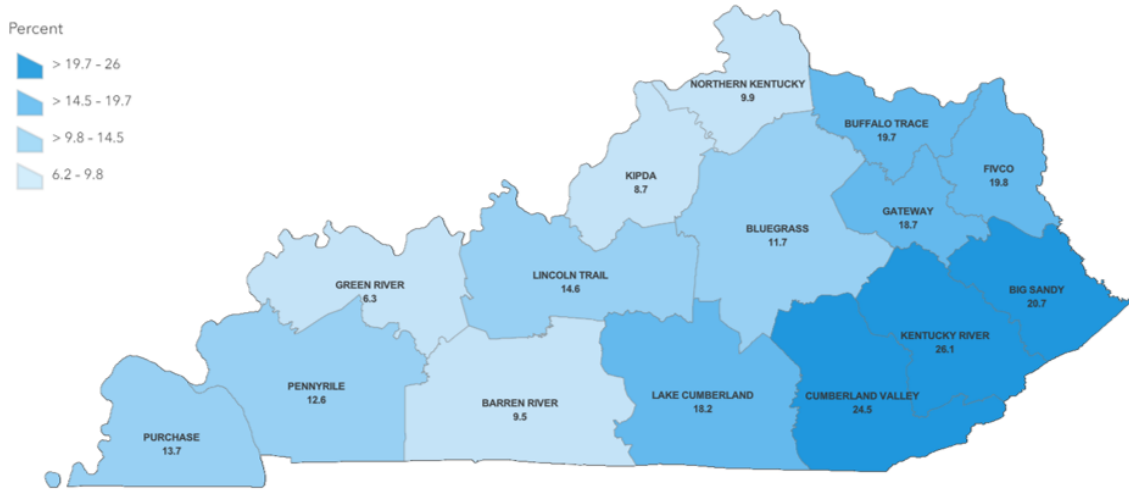 Percent
> 19.7 - 26
> 14.5 - 19.7
> 9.8 - 14.5
6.2 - 9.8
NORTHERN KENTUCKY
9.9
BUFFALO TRACE
19.7
FIVCO
19.8
KIPDA
8.7
GATEWAY
18.7
BLUEGRASS
11.7
LINCOLN TRAIL
14.6
GREEN RIVER
6.3
BIG SANDY
20.7
KENTUCKY RIVER
26.1
PENNYRILE
12.6
BARREN RIVER
9.5
LAKE CUMBERLAND
18.2
CUMBERLAND VALLEY
24.5
PURCHASE
13.7